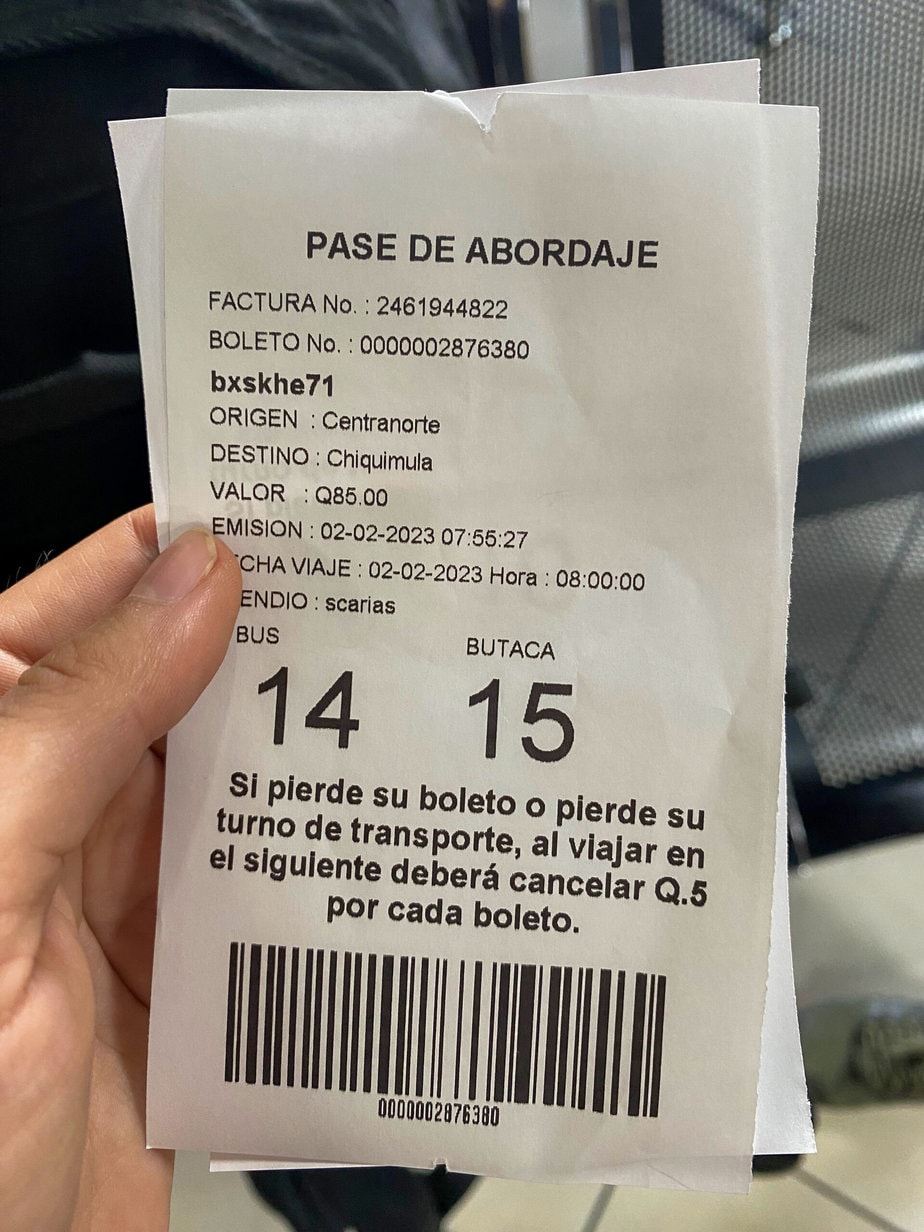 PASE DE ABORDAJE
FACTURA No. : 2461944822
BOLETO No. : 0000002876380
bxskhe71
ORIGEN : Centranorte
DESTINO : Chiquimula
VALOR : Q85.00
EMISION : 02-02-2023 07:55:27
CHA VIAJE : 02-02-2023 Hora : 08:00:00
ENDIO : scarias
BUS BUTACA
14 15
Si pierde su boleto o pierde su
turno de transporte, al viajar en
el siguiente deberá cancelar Q.5
por cada boleto.
0000002876380